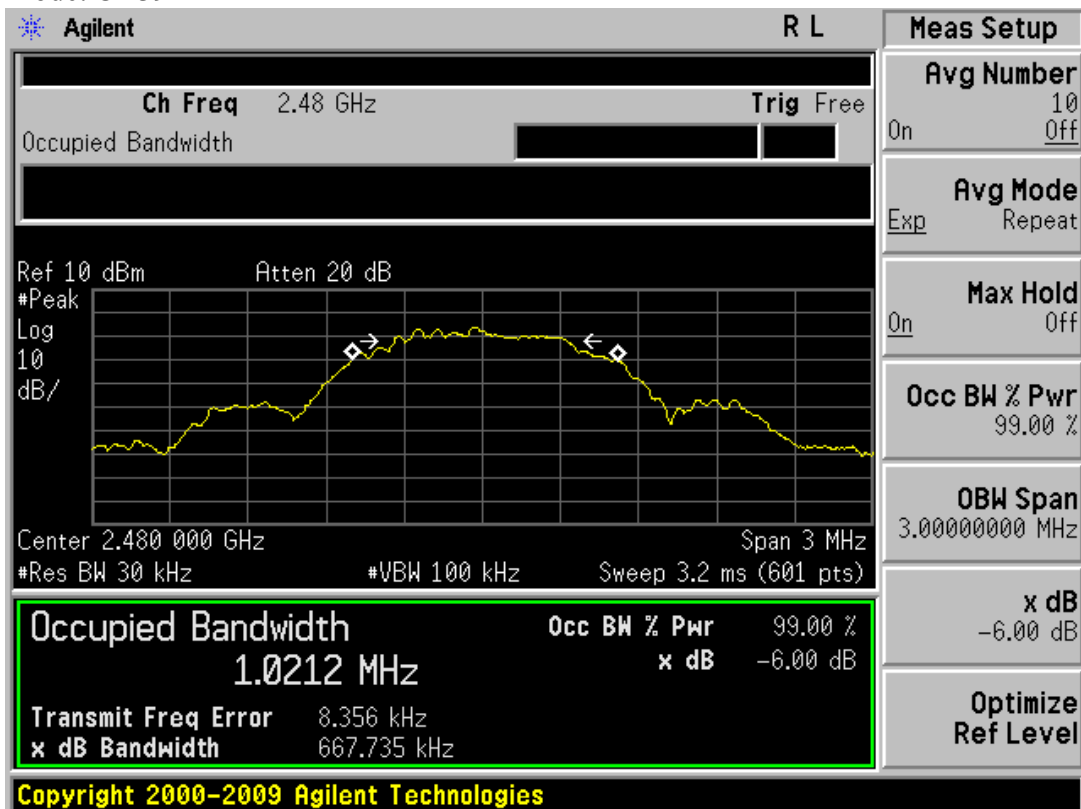 Agilent R L
Ch Freq 2.48 GHz Trig Free
Occupied Bandwidth
Ref 10 dBm Atten 20 dB
#Peak
Log
10
dB/
Center 2.480 000 GHz Span 3 MHz
#Res BW 30 kHz #VBW 100 kHz Sweep 3.2 ms (601 pts)
Occupied Bandwidth Occ BW % Pwr 99.00 %
1.0212 MHz x dB -6.00 dB
Transmit Freq Error 8.356 kHz
x dB Bandwidth 667.735 kHz
Copyright 2000-2009 Agilent Technologies
Meas Setup
Avg Number
10
On Off
Avg Mode
Exp Repeat
Max Hold
On Off
Occ BW % Pwr
99.00 %
OBW Span
3.00000000 MHz
x dB
-6.00 dB
Optimize
Ref Level